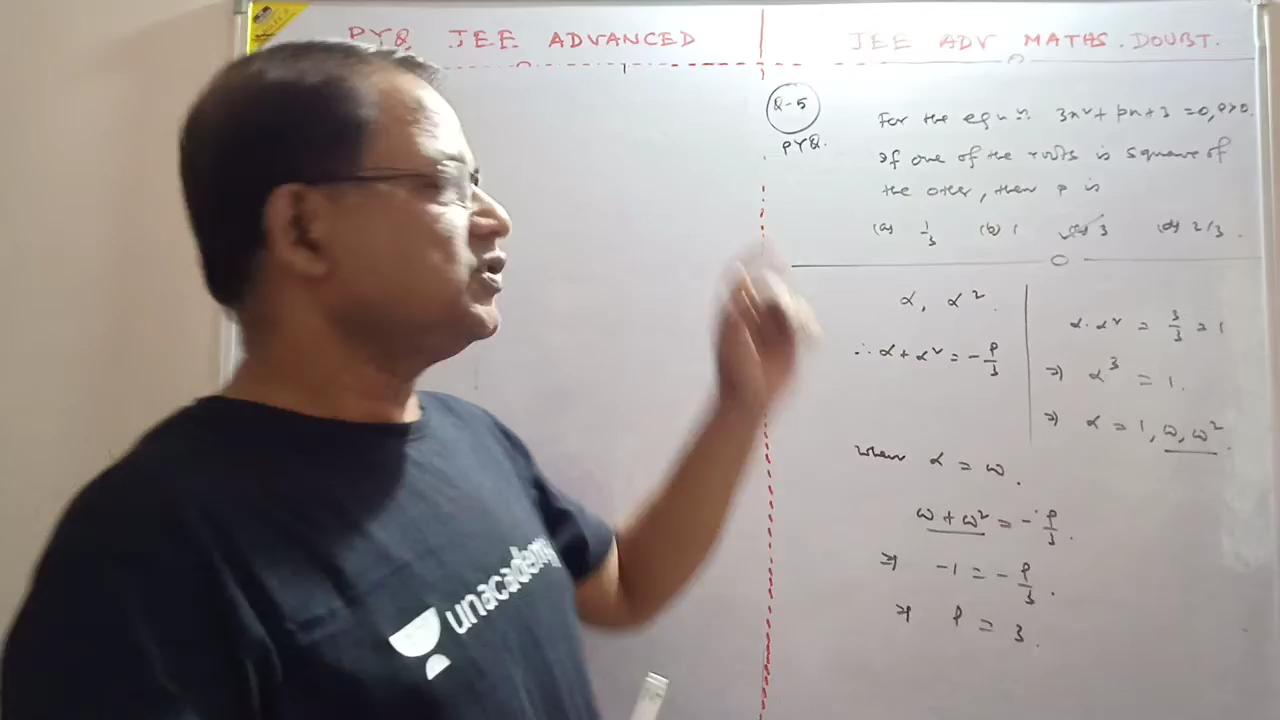 PYQ JEE ADVANCED
JEE ADV MATHS. DOUBT.
Q-5
PYQ.
For the equn: 3x² + px + 3 = 0, p>0.
If one of the roots is square of
the other, then p is
(a) 1/3 (b) 1 (c) 3 (d) 2/3.
α, α².
∴ α + α² = -p/3
α. α² = 3/3 = 1
⇒ α³ = 1.
⇒ α = 1, ω, ω².
when α = ω.
ω + ω² = -p/3.
⇒ -1 = -p/3.
⇒ p = 3.
unacademy